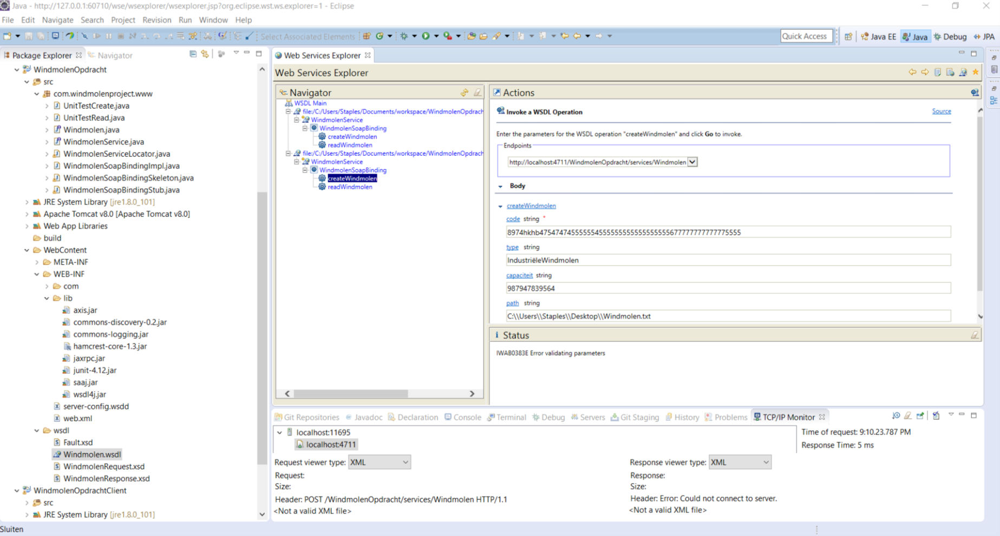 Java - http://127.0.0.1:60710/wse/wsexplorer/wsexplorer.jsp?org.eclipse.wst.ws.explorer=1 - Eclipse
File Edit Navigate Search Project Revision Run Window Help
Select Associated Elements
Quick Access
Java EE
Java
Debug
JPA
Package Explorer
Navigator
WindmolenOpdracht
src
com.windmolenproject.www
UnitTestCreate.java
UnitTestRead.java
Windmolen.java
WindmolenService.java
WindmolenServiceLocator.java
WindmolenSoapBindingImpl.java
WindmolenSoapBindingSkeleton.java
WindmolenSoapBindingStub.java
JRE System Library [jre1.8.0_101]
Apache Tomcat v8.0 [Apache Tomcat v8.0]
Web App Libraries
build
WebContent
META-INF
WEB-INF
com
lib
axis.jar
commons-discovery-0.2.jar
commons-logging.jar
hamcrest-core-1.3.jar
jaxrpc.jar
junit-4.12.jar
saaj.jar
wsdl4j.jar
server-config.wsdd
web.xml
wsdl
Fault.xsd
Windmolen.wsdl
WindmolenRequest.xsd
WindmolenResponse.xsd
WindmolenOpdrachtClient
src
JRE System Library [jre1.8.0_101]
Sluiten
Web Services Explorer
Web Services Explorer
Navigator
WSDL Main
file:/C:/Users/Staples/Documents/workspace/WindmolenOpdrach
WindmolenService
WindmolenSoapBinding
createWindmolen
readWindmolen
file:/C:/Users/Staples/Documents/workspace/WindmolenOpdrach
WindmolenService
WindmolenSoapBinding
createWindmolen
readWindmolen
Actions
Invoke a WSDL Operation
Source
Enter the parameters for the WSDL operation "createWindmolen" and click Go to invoke.
Endpoints
http://localhost:4711/WindmolenOpdracht/services/Windmolen
Body
createWindmolen
code string *
type string
IndustriëleWindmolen
capaciteit string
987947839564
path string
C:\\Users\\Staples\\Desktop\\Windmolen.txt
Status
IWAB0383E Error validating parameters
Git Repositories
Javadoc
Declaration
Console
Terminal
Debug
Servers
Git Staging
History
Problems
TCP/IP Monitor
localhost:11695
localhost:4711
Time of request: 9:10.23.787 PM
Response Time: 5 ms
Request viewer type: XML
Request:
Size:
Header: POST /WindmolenOpdracht/services/Windmolen HTTP/1.1
<Not a valid XML file>
Response viewer type: XML
Response:
Size:
Header: Error: Could not connect to server.
<Not a valid XML file>